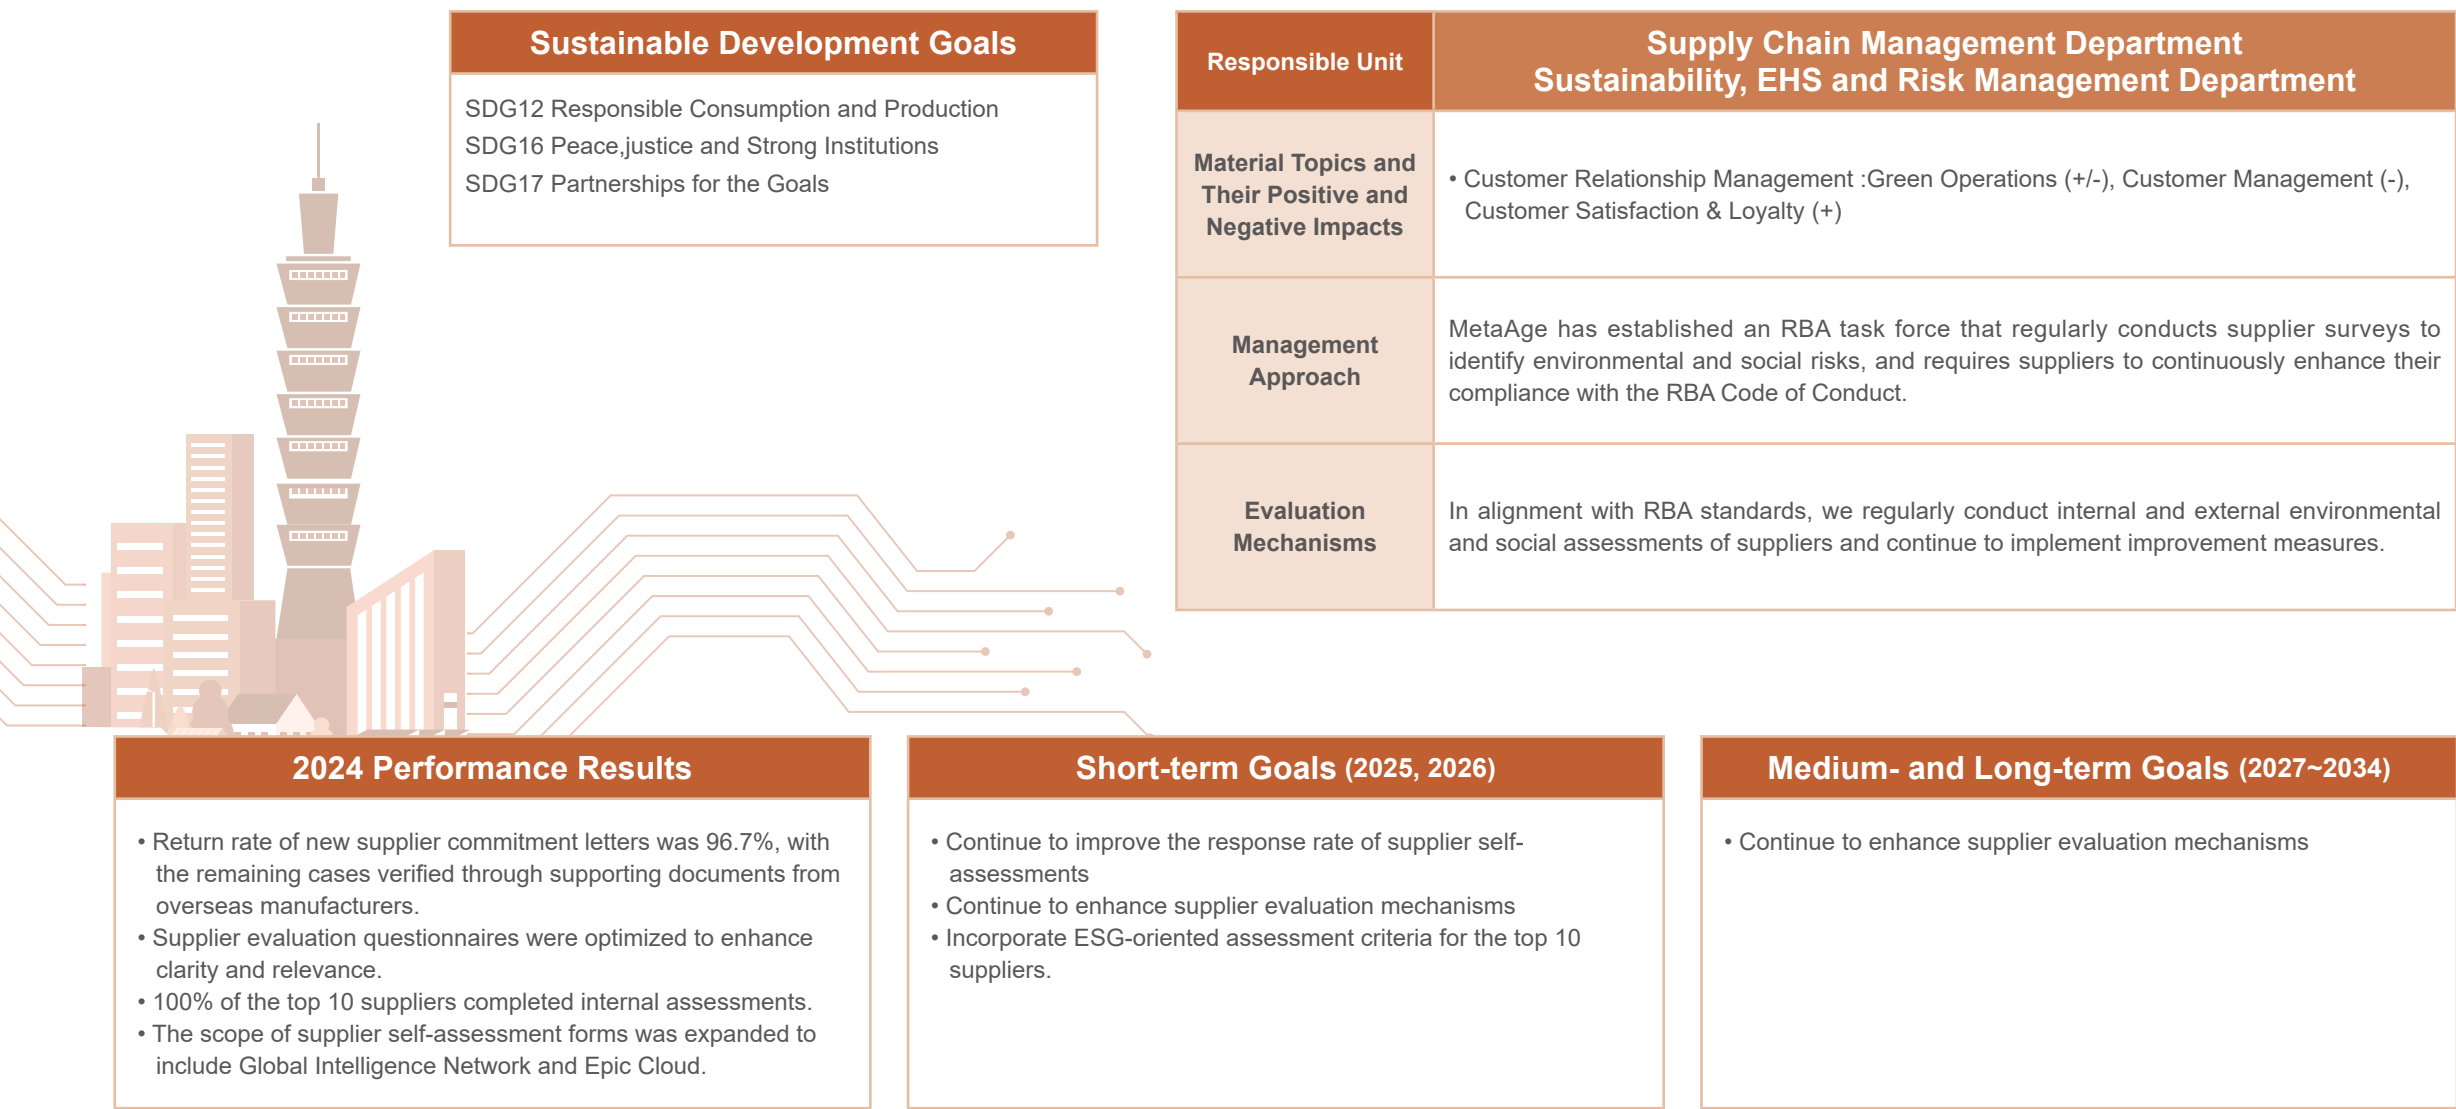 Sustainable Development Goals
SDG12 Responsible Consumption and Production
SDG16 Peace,justice and Strong Institutions
SDG17 Partnerships for the Goals
Responsible Unit
Supply Chain Management Department
Sustainability, EHS and Risk Management Department
Material Topics and
Their Positive and
Negative Impacts
• Customer Relationship Management :Green Operations (+/-), Customer Management (-),
Customer Satisfaction & Loyalty (+)
Management
Approach
MetaAge has established an RBA task force that regularly conducts supplier surveys to
identify environmental and social risks, and requires suppliers to continuously enhance their
compliance with the RBA Code of Conduct.
Evaluation
Mechanisms
In alignment with RBA standards, we regularly conduct internal and external environmental
and social assessments of suppliers and continue to implement improvement measures.
2024 Performance Results
• Return rate of new supplier commitment letters was 96.7%, with
the remaining cases verified through supporting documents from
overseas manufacturers.
• Supplier evaluation questionnaires were optimized to enhance
clarity and relevance.
• 100% of the top 10 suppliers completed internal assessments.
• The scope of supplier self-assessment forms was expanded to
include Global Intelligence Network and Epic Cloud.
Short-term Goals (2025, 2026)
• Continue to improve the response rate of supplier self-
assessments
• Continue to enhance supplier evaluation mechanisms
• Incorporate ESG-oriented assessment criteria for the top 10
suppliers.
Medium- and Long-term Goals (2027~2034)
• Continue to enhance supplier evaluation mechanisms